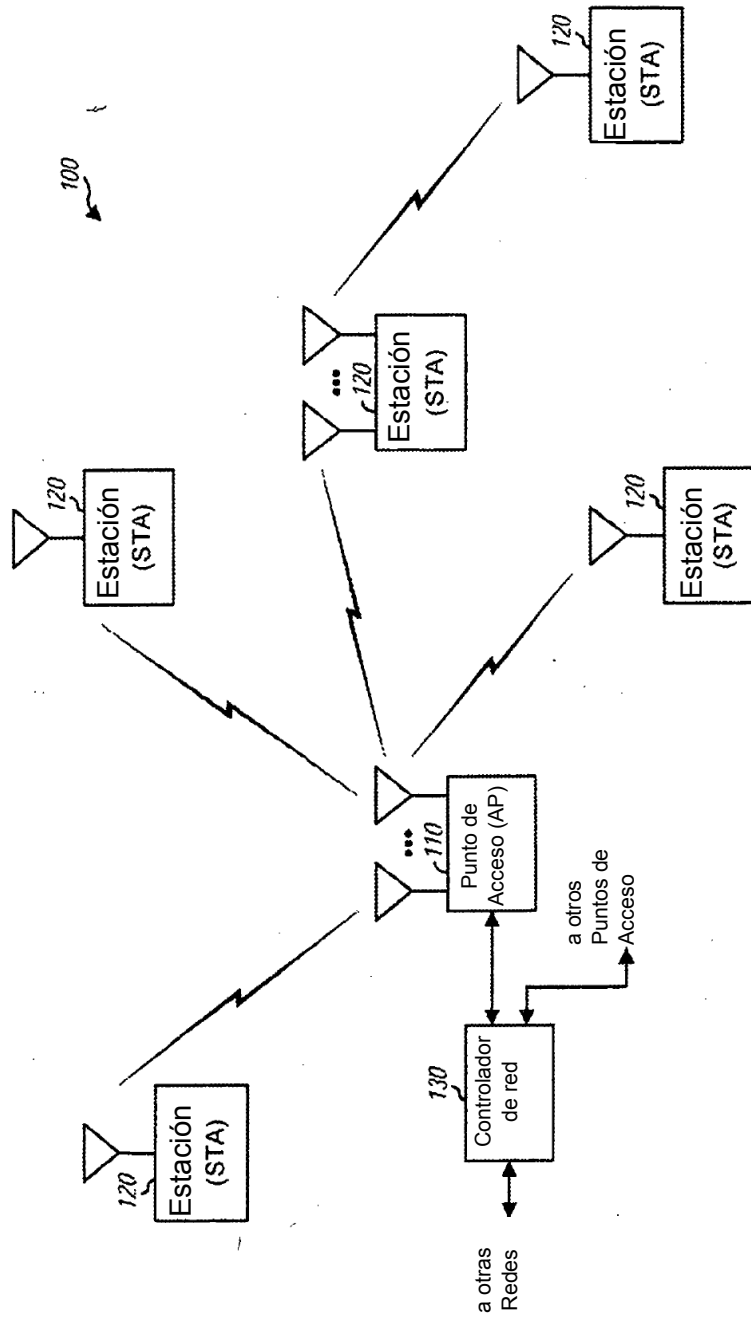 100
120
Estación
(STA)
120
Estación
(STA)
120
Estación
(STA)
120
Estación
(STA)
120
Estación
(STA)
110
Punto de
Acceso (AP)
130
Controlador
de red
a otros
Puntos de
Acceso
a otras
Redes